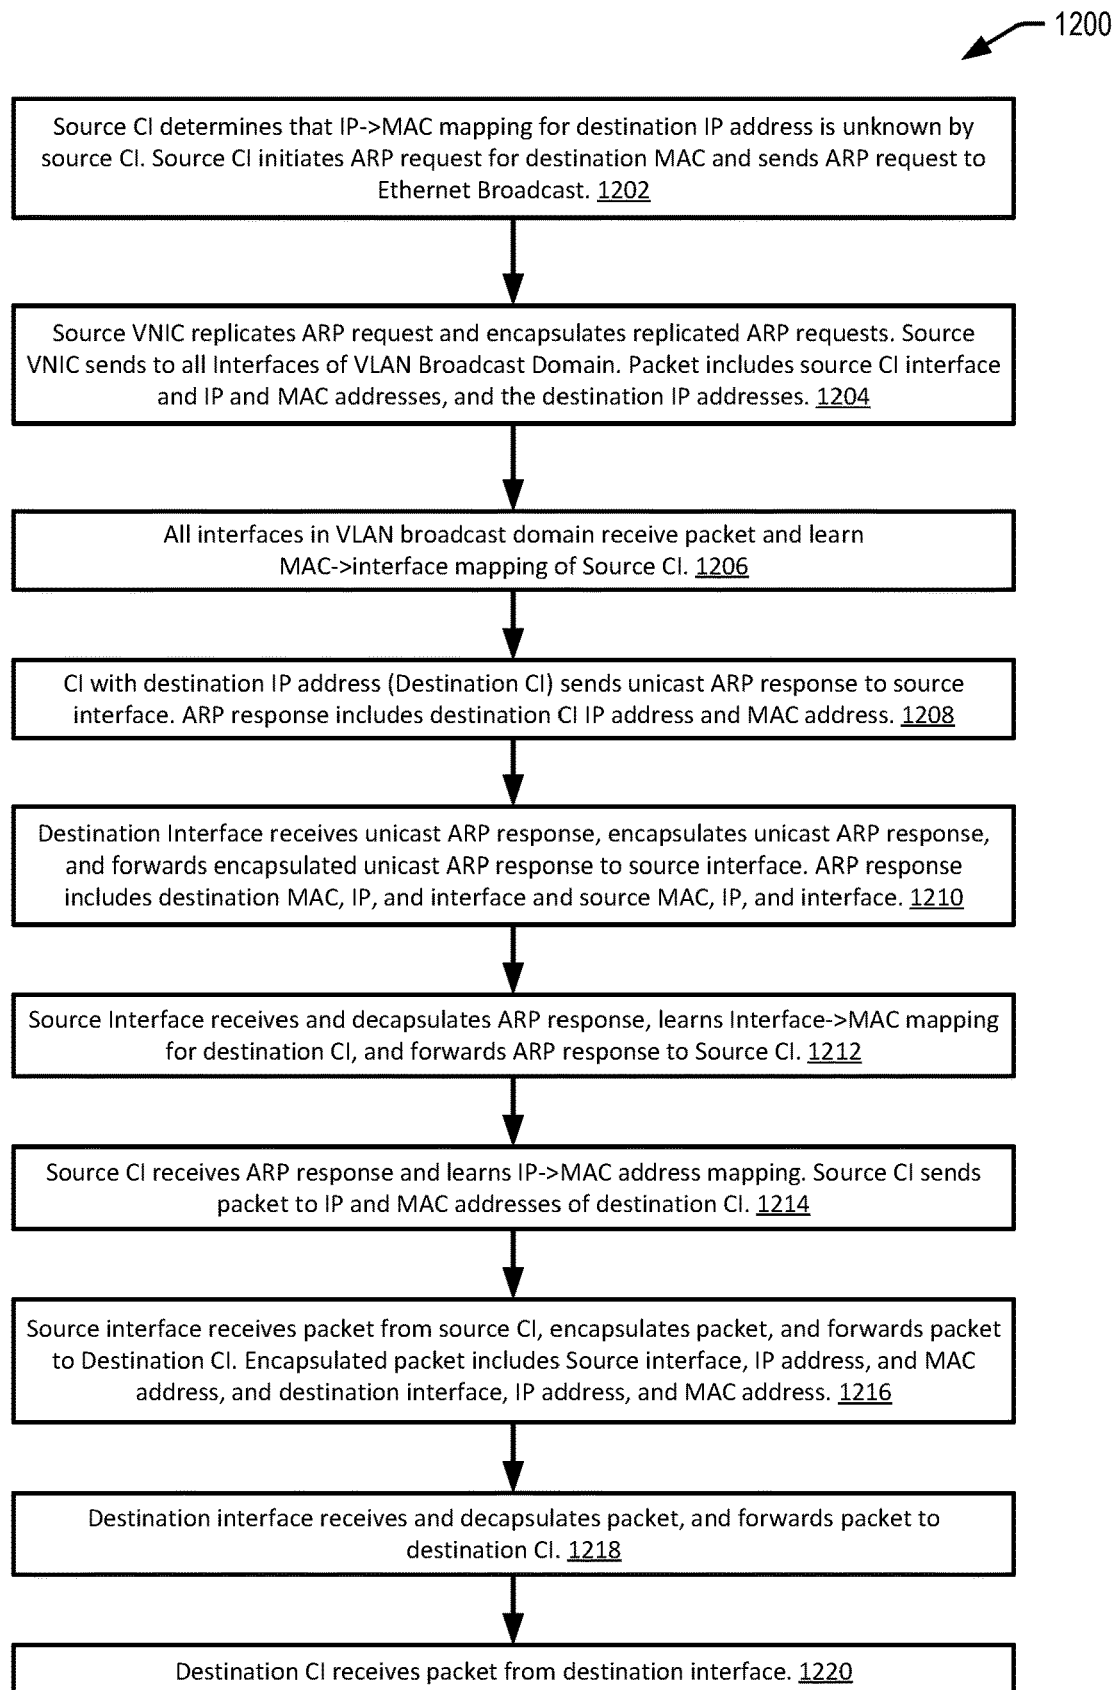 1200
Source CI determines that IP->MAC mapping for destination IP address is unknown by
source CI. Source CI initiates ARP request for destination MAC and sends ARP request to
Ethernet Broadcast. 1202
Source VNIC replicates ARP request and encapsulates replicated ARP requests. Source
VNIC sends to all Interfaces of VLAN Broadcast Domain. Packet includes source CI interface
and IP and MAC addresses, and the destination IP addresses. 1204
All interfaces in VLAN broadcast domain receive packet and learn
MAC->interface mapping of Source CI. 1206
CI with destination IP address (Destination CI) sends unicast ARP response to source
interface. ARP response includes destination CI IP address and MAC address. 1208
Destination Interface receives unicast ARP response, encapsulates unicast ARP response,
and forwards encapsulated unicast ARP response to source interface. ARP response
includes destination MAC, IP, and interface and source MAC, IP, and interface. 1210
Source Interface receives and decapsulates ARP response, learns Interface->MAC mapping
for destination CI, and forwards ARP response to Source CI. 1212
Source CI receives ARP response and learns IP->MAC address mapping. Source CI sends
packet to IP and MAC addresses of destination CI. 1214
Source interface receives packet from source CI, encapsulates packet, and forwards packet
to Destination CI. Encapsulated packet includes Source interface, IP address, and MAC
address, and destination interface, IP address, and MAC address. 1216
Destination interface receives and decapsulates packet, and forwards packet to
destination CI. 1218
Destination CI receives packet from destination interface. 1220